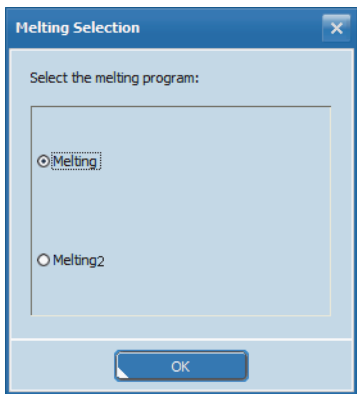 Melting Selection
Select the melting program:
Melting
Melting2
OK